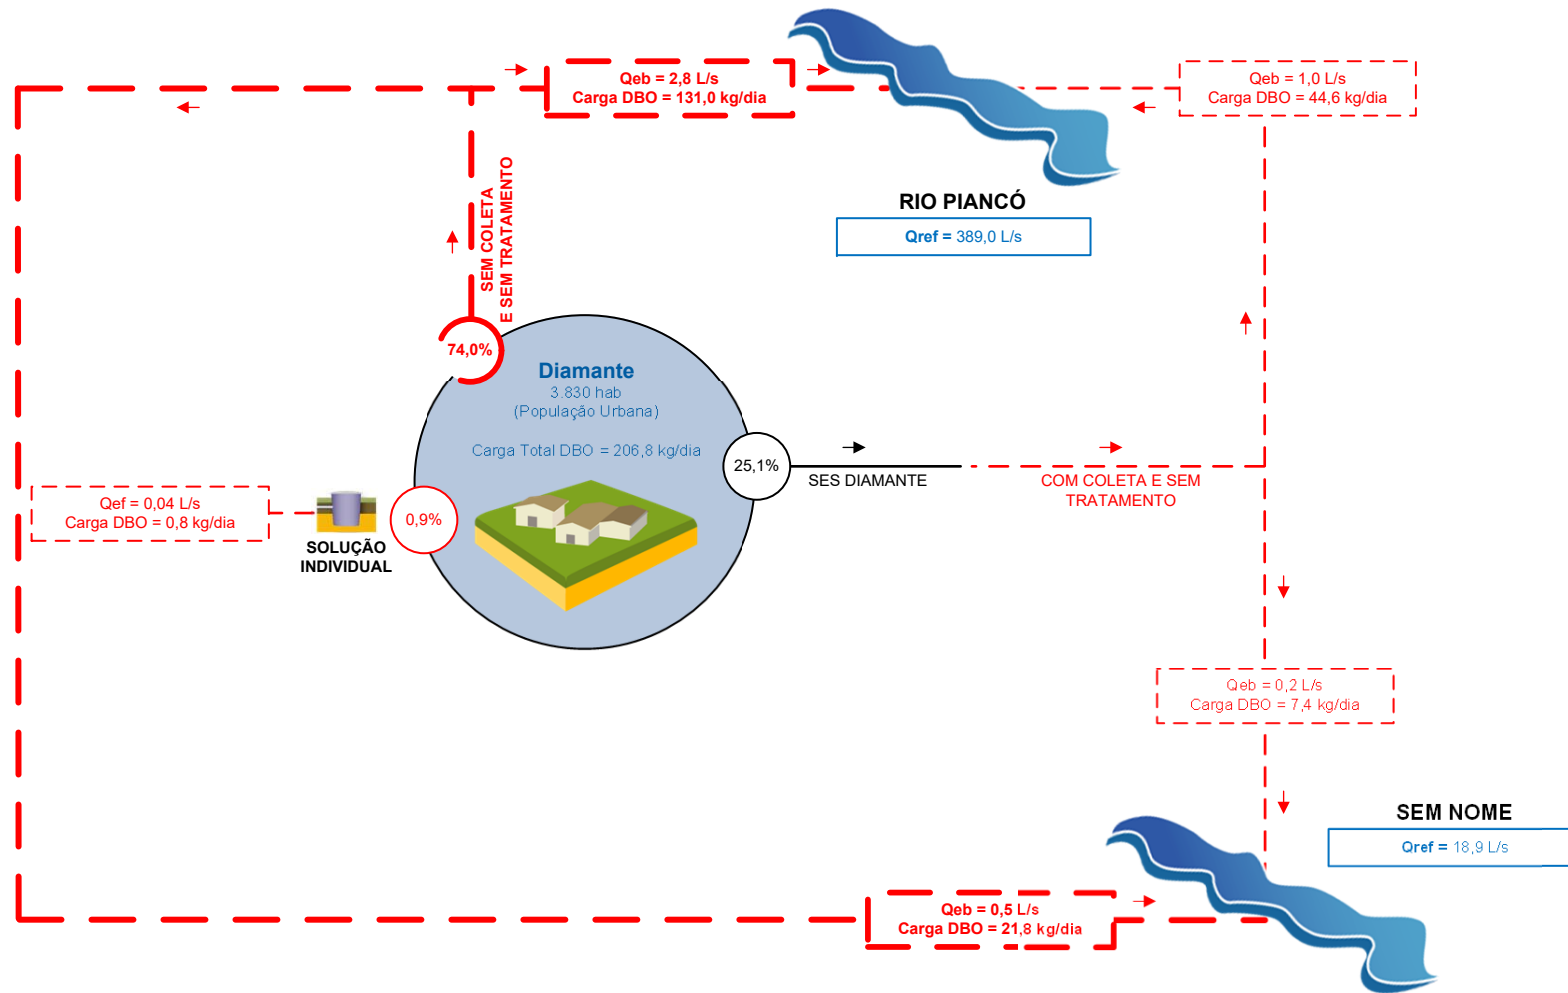 Qeb = 2,8 L/s
Carga DBO = 131,0 kg/dia
Qeb = 1,0 L/s
Carga DBO = 44,6 kg/dia
RIO PIANCÓ
Qref = 389,0 L/s
SEM COLETA
E SEM TRATAMENTO
74,0%
Diamante
3.830 hab
(População Urbana)
Carga Total DBO = 206,8 kg/dia
25,1%
SES DIAMANTE
COM COLETA E SEM
TRATAMENTO
Qef = 0,04 L/s
Carga DBO = 0,8 kg/dia
0,9%
SOLUÇÃO
INDIVIDUAL
Qeb = 0,2 L/s
Carga DBO = 7,4 kg/dia
SEM NOME
Qref = 18,9 L/s
Qeb = 0,5 L/s
Carga DBO = 21,8 kg/dia